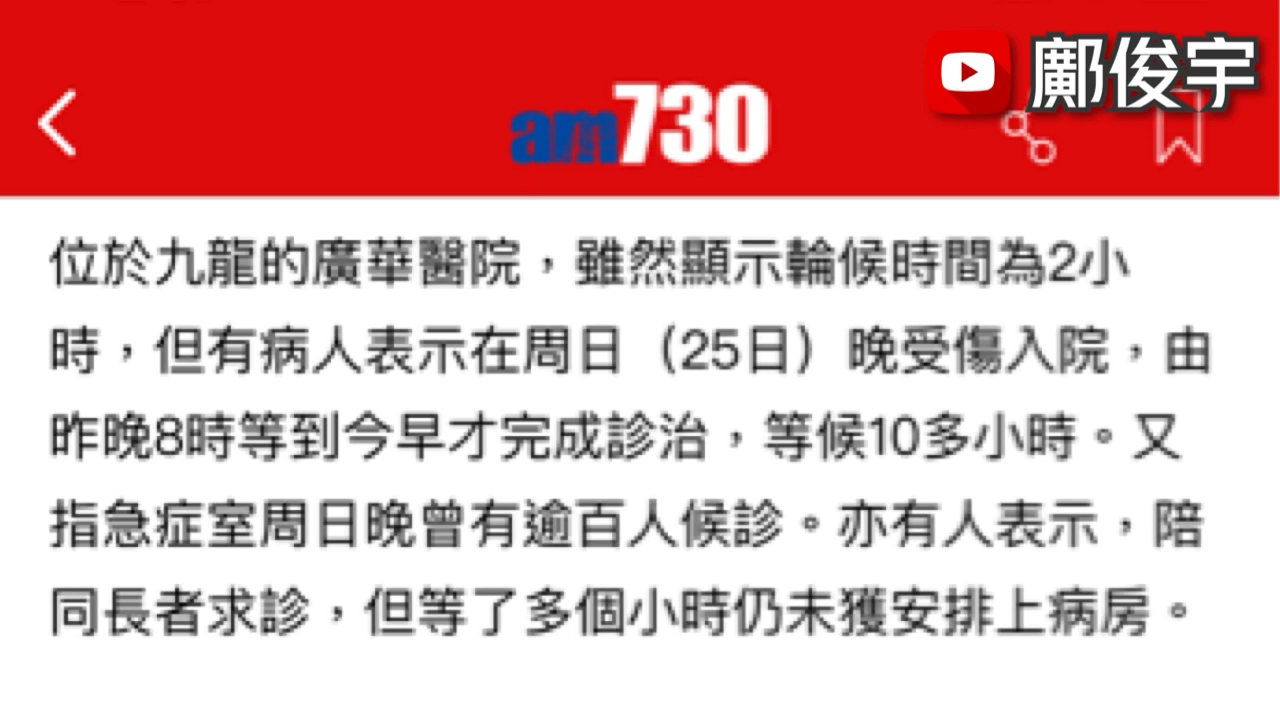 鄺俊宇
am730
位於九龍的廣華醫院，雖然顯示輪候時間為2小
時，但有病人表示在周日（25日）晚受傷入院，由
昨晚8時等到今早才完成診治，等候10多小時。又
指急症室周日晚曾有逾百人候診。亦有人表示，陪
同長者求診，但等了多個小時仍未獲安排上病房。